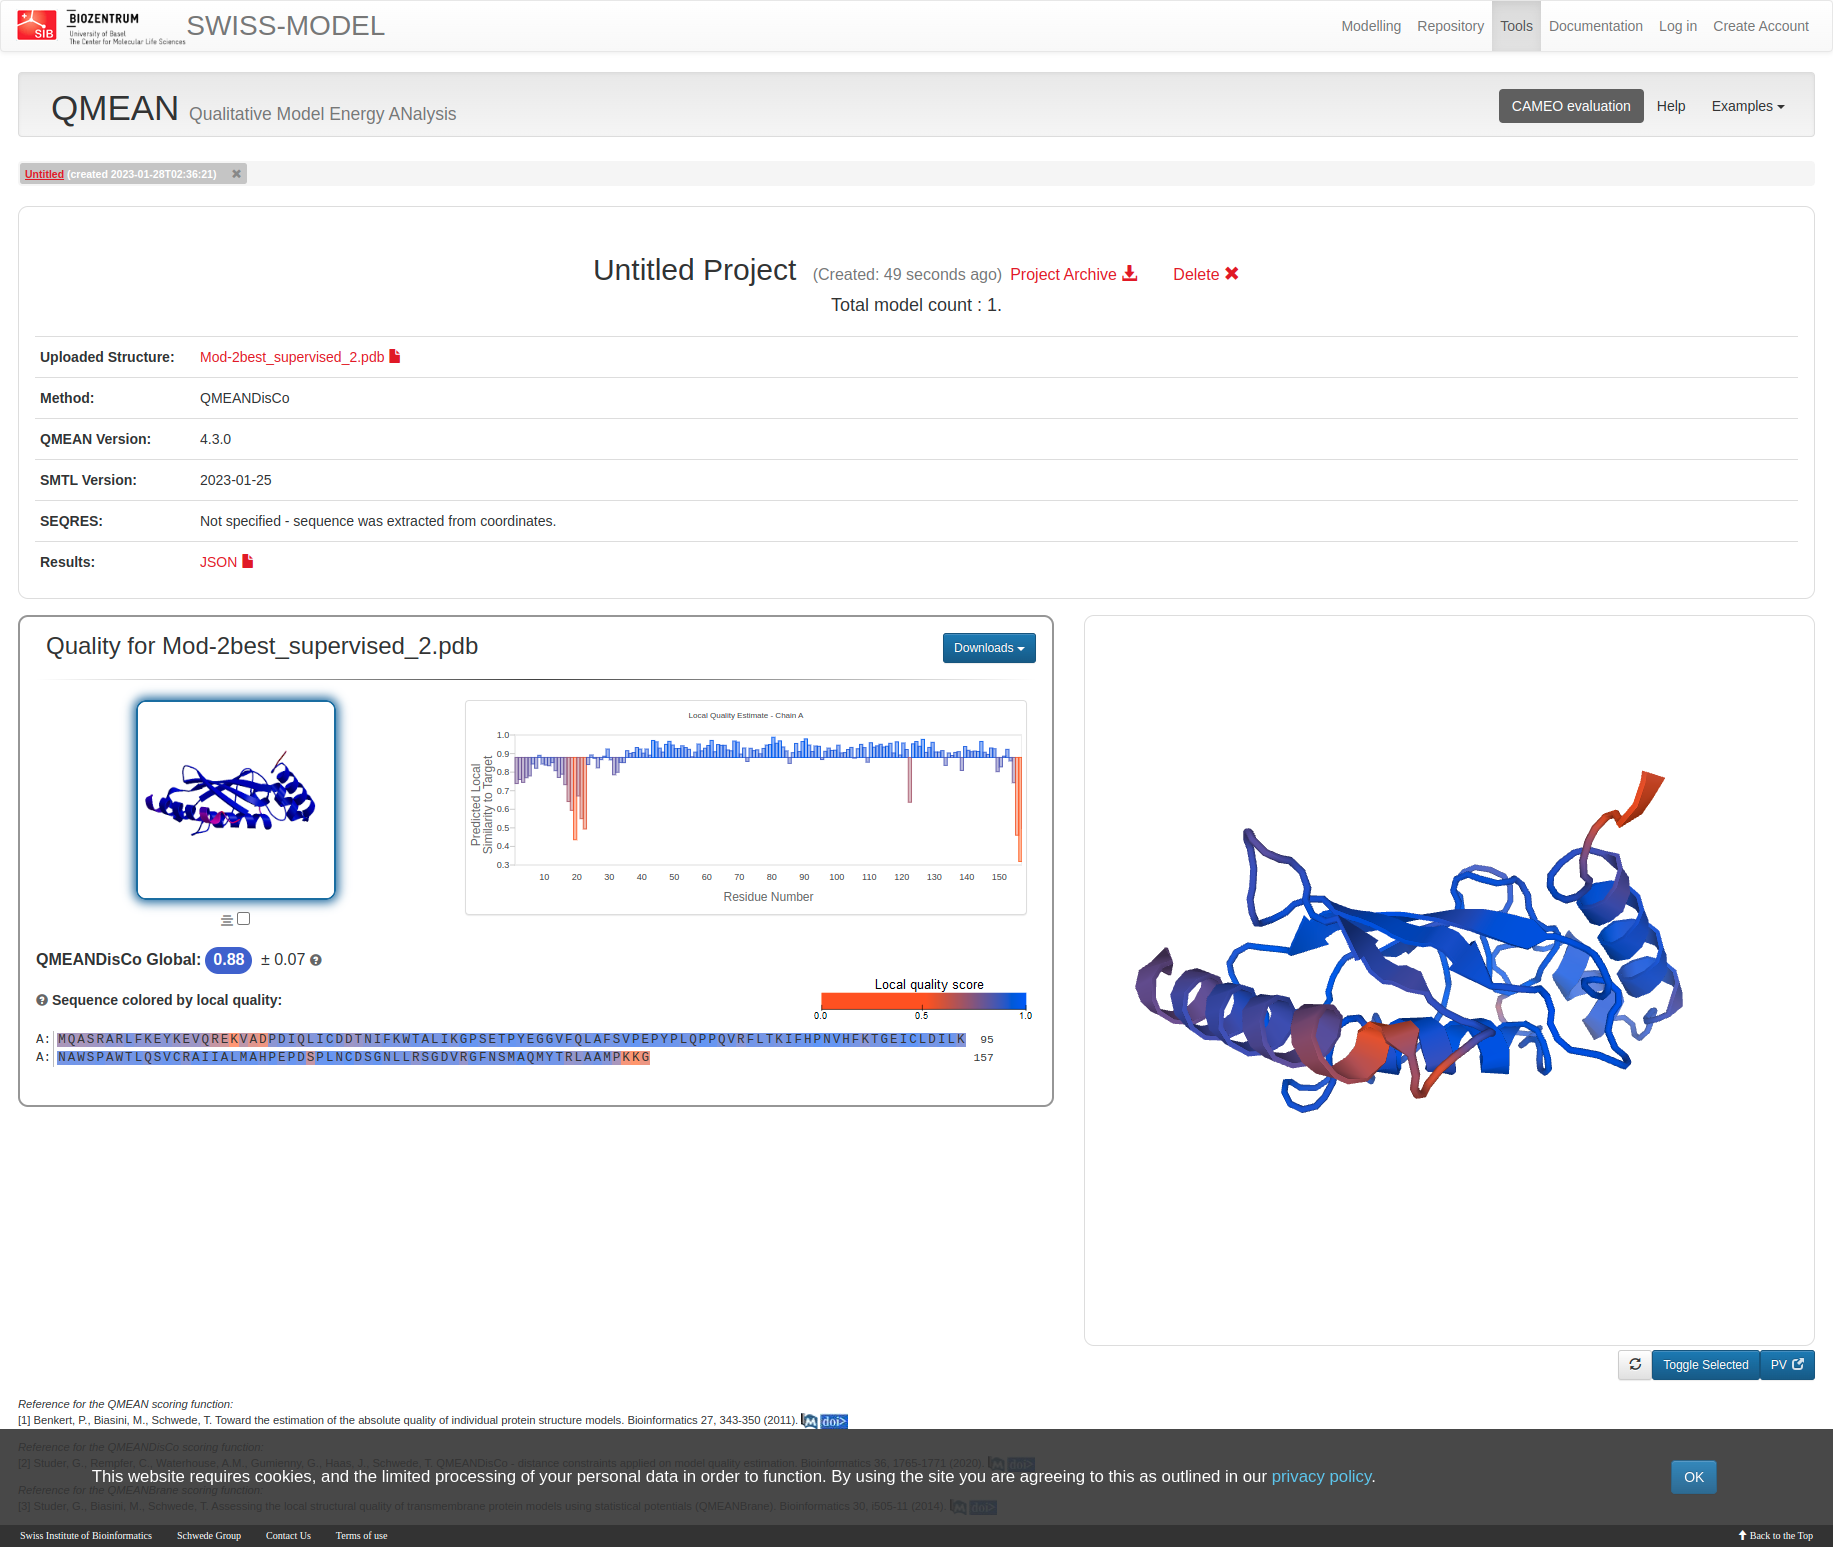 SIB
BIOZENTRUM
University of Basel
The Center for Molecular Life Sciences
SWISS-MODEL
Modelling Repository Tools Documentation Log in Create Account
QMEAN Qualitative Model Energy ANalysis
CAMEO evaluation Help Examples
Untitled (created 2023-01-28T02:36:21) ✖
Untitled Project (Created: 49 seconds ago) Project Archive Delete ✖
Total model count : 1.
Uploaded Structure: Mod-2best_supervised_2.pdb
Method: QMEANDisCo
QMEAN Version: 4.3.0
SMTL Version: 2023-01-25
SEQRES: Not specified - sequence was extracted from coordinates.
Results: JSON
Quality for Mod-2best_supervised_2.pdb
Downloads
Local Quality Estimate - Chain A
Predicted Local
Similarity to Target
1.0
0.9
0.8
0.7
0.6
0.5
0.4
0.3
10 20 30 40 50 60 70 80 90 100 110 120 130 140 150
Residue Number
QMEANDisCo Global: 0.88 ± 0.07 ?
? Sequence colored by local quality:
Local quality score
0.0 0.5 1.0
A: MQASRARLFKEYKEVQREKVADPDIQLICDDTNIFKWTALIKGPSETPYEGGVFQLAFSVPEPYPLQPPQVRFLTKIFHPNVHFKTGEICLDILK 95
A: NAWSPAWTLQSVCRAIIALMAHPEPDSPLNCDSGNLLRSGDVRGFNSMAQMYTRLAAMPKKG 157
Toggle Selected PV
Reference for the QMEAN scoring function:
[1] Benkert, P., Biasini, M., Schwede, T. Toward the estimation of the absolute quality of individual protein structure models. Bioinformatics 27, 343-350 (2011). M doi>
Reference for the QMEANDisCo scoring function:
[2] Studer, G., Rempfer, C., Waterhouse, A.M., Gumienny, G., Haas, J., Schwede, T. QMEANDisCo - distance constraints applied on model quality estimation. Bioinformatics 36, 1765-1771 (2020). M doi>
This website requires cookies, and the limited processing of your personal data in order to function. By using the site you are agreeing to this as outlined in our privacy policy.
OK
Reference for the QMEANBrane scoring function:
[3] Studer, G., Biasini, M., Schwede, T. Assessing the local structural quality of transmembrane protein models using statistical potentials (QMEANBrane). Bioinformatics 30, i505-11 (2014). M doi>
Swiss Institute of Bioinformatics Schwede Group Contact Us Terms of use
Back to the Top